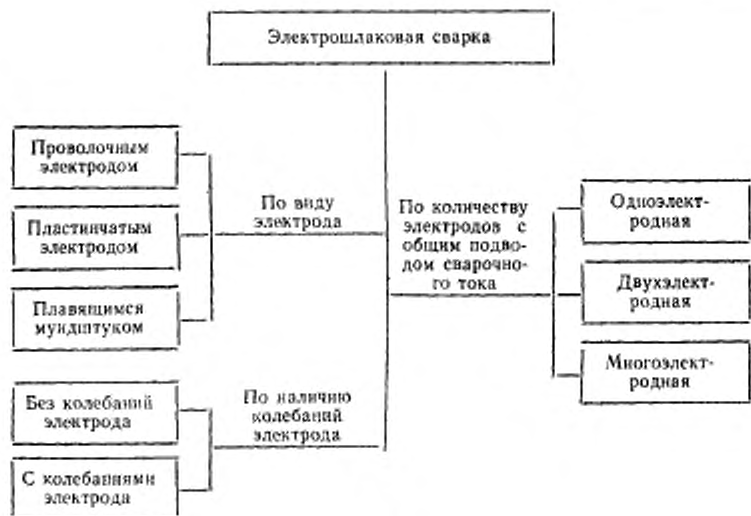 Электрошлаковая сварка
Проволочным
электродом
Пластинчатым
электродом
Плавящимся
мундштуком
По виду
электрода
Без колебаний
электрода
С колебаниями
электрода
По наличию
колебаний
электрода
По количеству
электродов с
общим подво-
дом сварочно-
го тока
Одноэлект-
родная
Двухэлект-
родная
Многоэлект-
родная